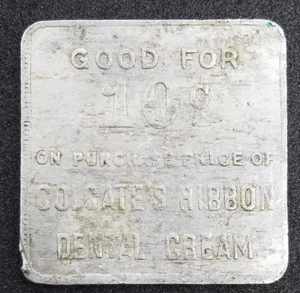 GOOD FOR
10¢
ON PURCHASE PRICE OF
COLGATE'S RIBBON
DENTAL CREAM